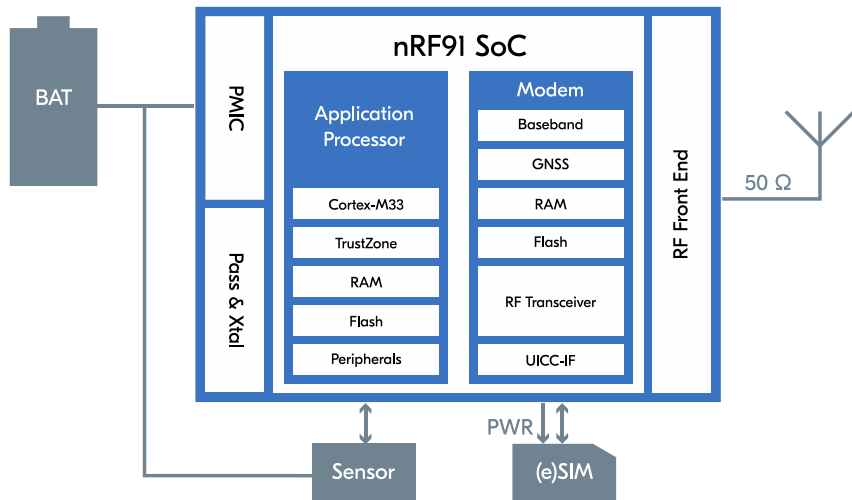 BAT
PMIC
Pass & Xtal
nRF91 SoC
Application
Processor
Cortex-M33
TrustZone
RAM
Flash
Peripherals
Modem
Baseband
GNSS
RAM
Flash
RF Transceiver
UICC-IF
RF Front End
50 Ω
PWR
Sensor
(e)SIM